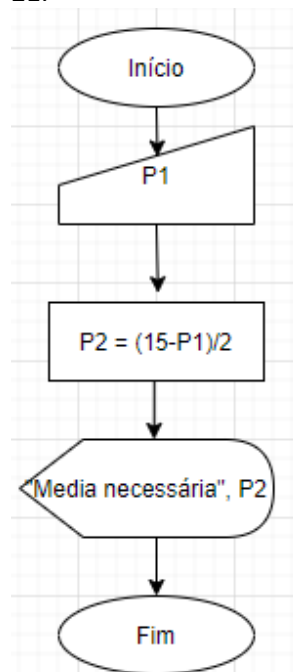 Início
P1
P2 = (15-P1)/2
"Media necessária", P2
Fim